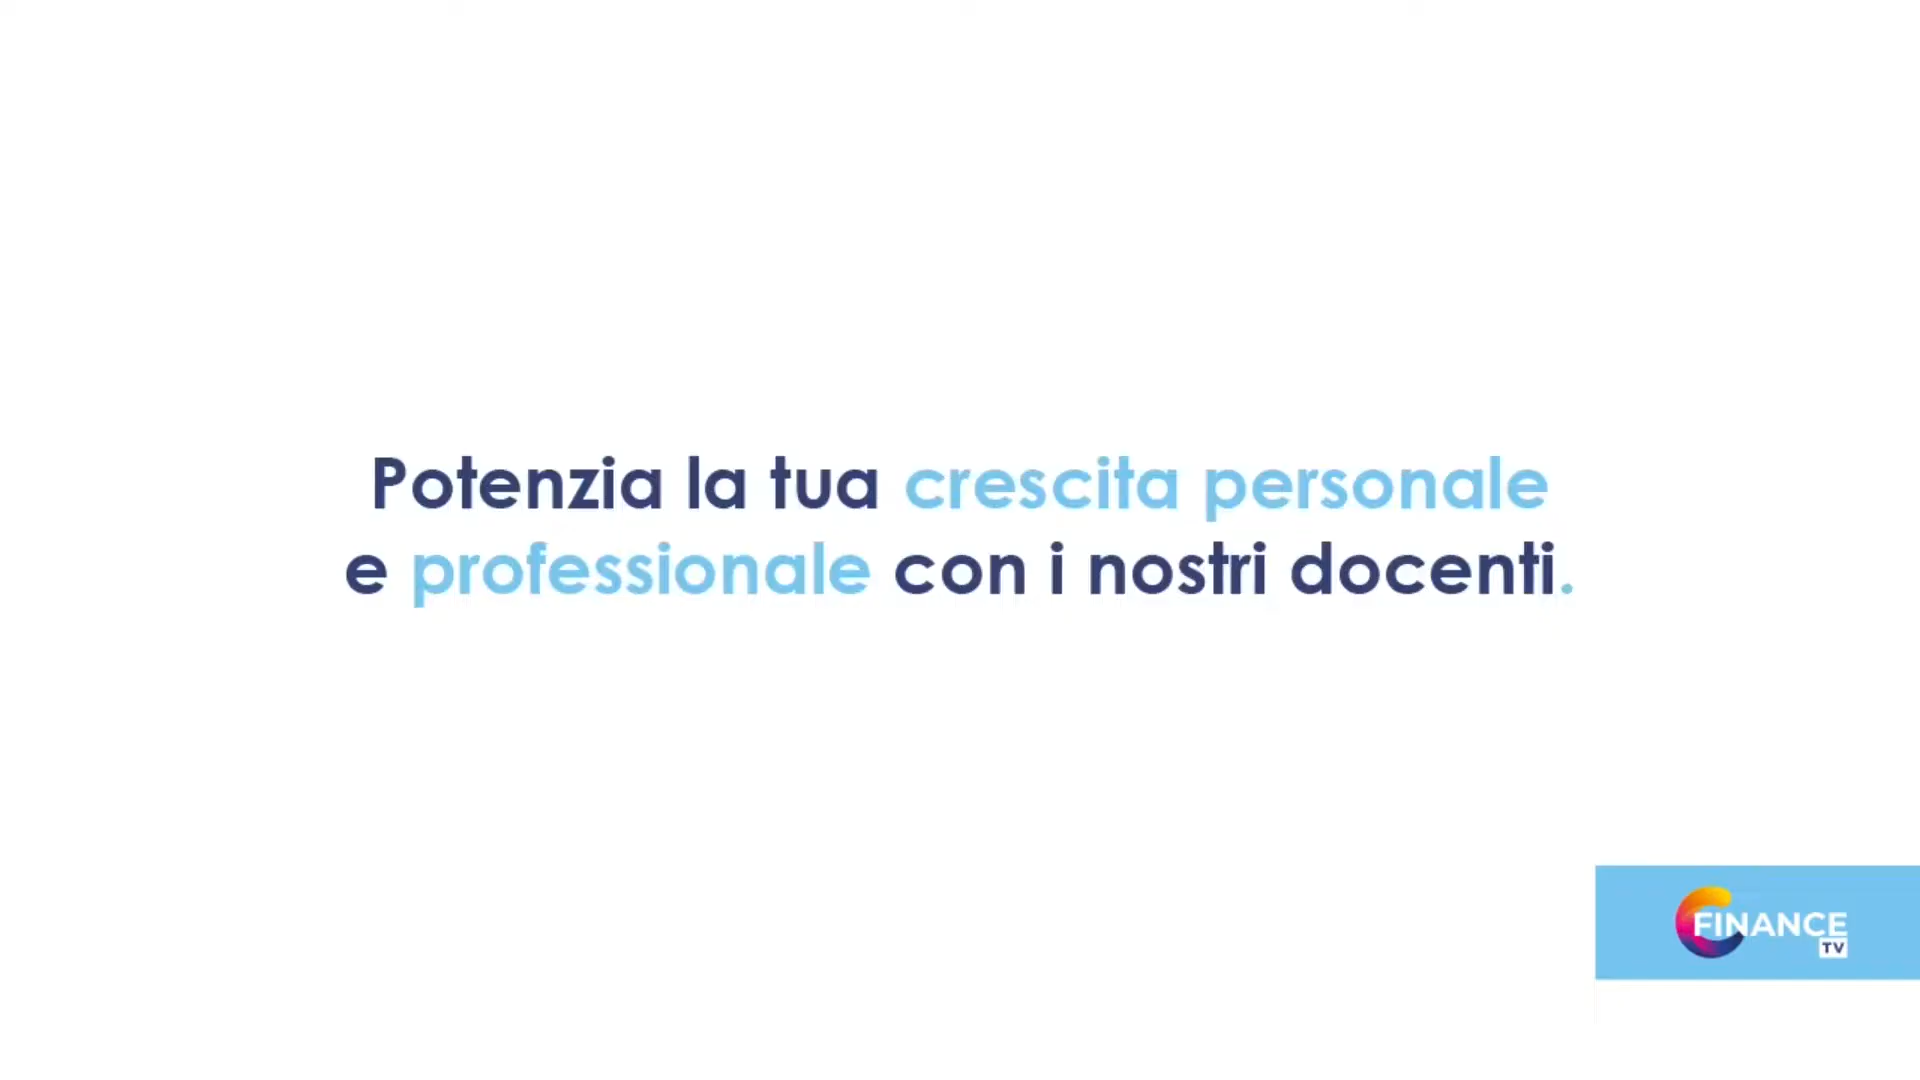 Potenzia la tua crescita personale
e professionale con i nostri docenti.
FINANCE
TV